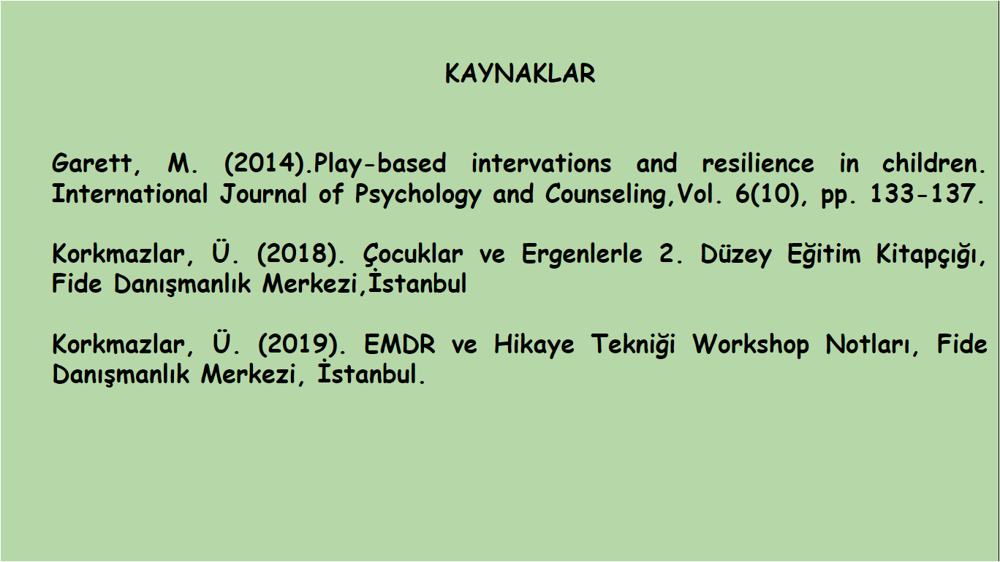 KAYNAKLAR
Garett, M. (2014).Play-based intervations and resilience in children.
International Journal of Psychology and Counseling,Vol. 6(10), pp. 133-137.
Korkmazlar, Ü. (2018). Çocuklar ve Ergenlerle 2. Düzey Eğitim Kitapçığı,
Fide Danışmanlık Merkezi,İstanbul
Korkmazlar, Ü. (2019). EMDR ve Hikaye Tekniği Workshop Notları, Fide
Danışmanlık Merkezi, İstanbul.